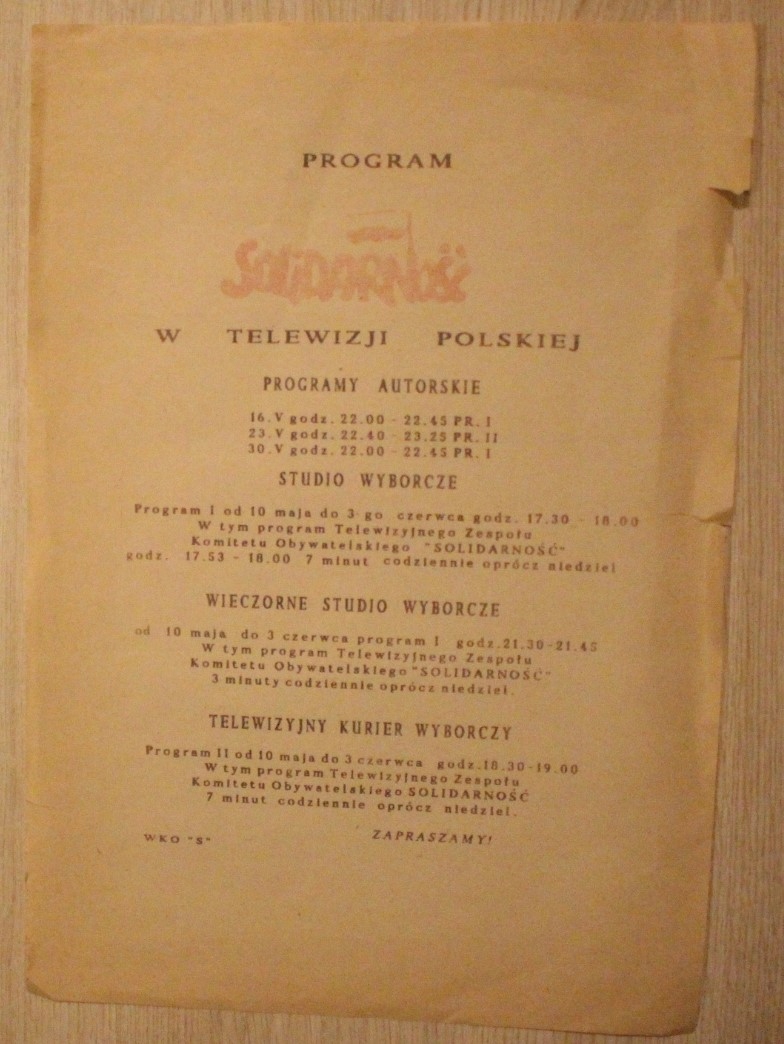 PROGRAM
SOLIDARNOŚĆ
W TELEWIZJI POLSKIEJ
PROGRAMY AUTORSKIE
16.V godz. 22.00 - 22.45 PR. I
23.V godz. 22.40 - 23.25 PR. II
30.V godz. 22.00 - 22.45 PR. I
STUDIO WYBORCZE
Program I od 10 maja do 3-go czerwca godz. 17.30 - 18.00
W tym program Telewizyjnego Zespołu
Komitetu Obywatelskiego "SOLIDARNOŚĆ"
godz. 17.53 - 18.00 7 minut codziennie oprócz niedziel
WIECZORNE STUDIO WYBORCZE
od 10 maja do 3 czerwca program I godz.21.30-21.45
W tym program Telewizyjnego Zespołu
Komitetu Obywatelskiego "SOLIDARNOŚĆ"
3 minuty codziennie oprócz niedziel.
TELEWIZYJNY KURIER WYBORCZY
Program II od 10 maja do 3 czerwca godz.18.30-19.00
W tym program Telewizyjnego Zespołu
Komitetu Obywatelskiego SOLIDARNOŚĆ
7 minut codziennie oprócz niedziel.
WKO "S" ZAPRASZAMY!